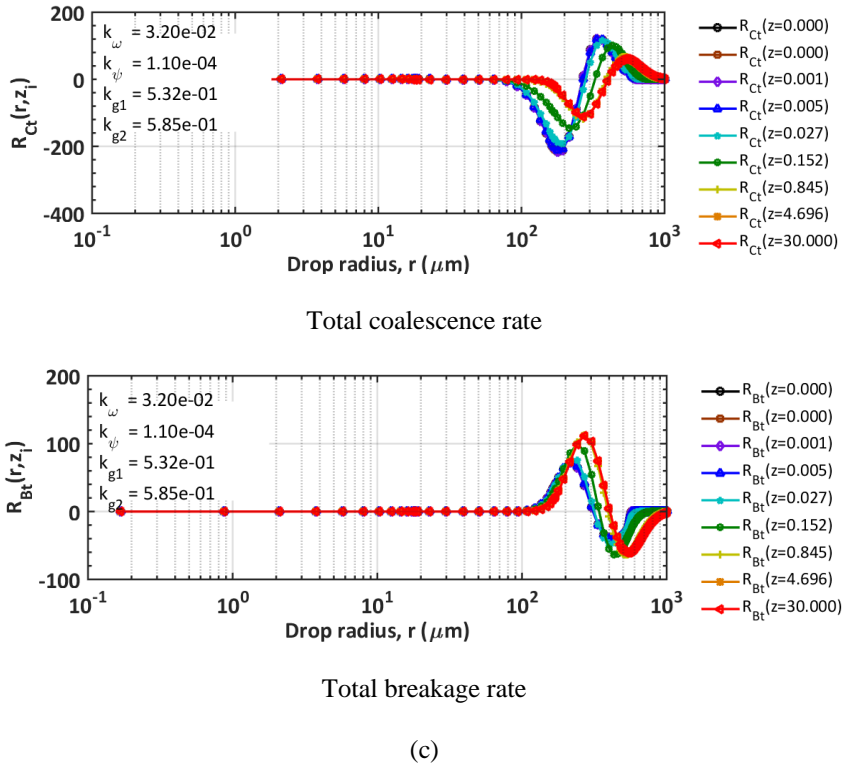 200
0
-200
-400
R_Ct(r,z_i)
k_ω = 3.20e-02
k_ψ = 1.10e-04
k_g1 = 5.32e-01
k_g2 = 5.85e-01
10^-1 10^0 10^1 10^2 10^3
Drop radius, r (μm)
R_Ct(z=0.000)
R_Ct(z=0.000)
R_Ct(z=0.001)
R_Ct(z=0.005)
R_Ct(z=0.027)
R_Ct(z=0.152)
R_Ct(z=0.845)
R_Ct(z=4.696)
R_Ct(z=30.000)
Total coalescence rate
200
100
0
-100
R_Bt(r,z_i)
k_ω = 3.20e-02
k_ψ = 1.10e-04
k_g1 = 5.32e-01
k_g2 = 5.85e-01
10^-1 10^0 10^1 10^2 10^3
Drop radius, r (μm)
R_Bt(z=0.000)
R_Bt(z=0.000)
R_Bt(z=0.001)
R_Bt(z=0.005)
R_Bt(z=0.027)
R_Bt(z=0.152)
R_Bt(z=0.845)
R_Bt(z=4.696)
R_Bt(z=30.000)
Total breakage rate
(c)